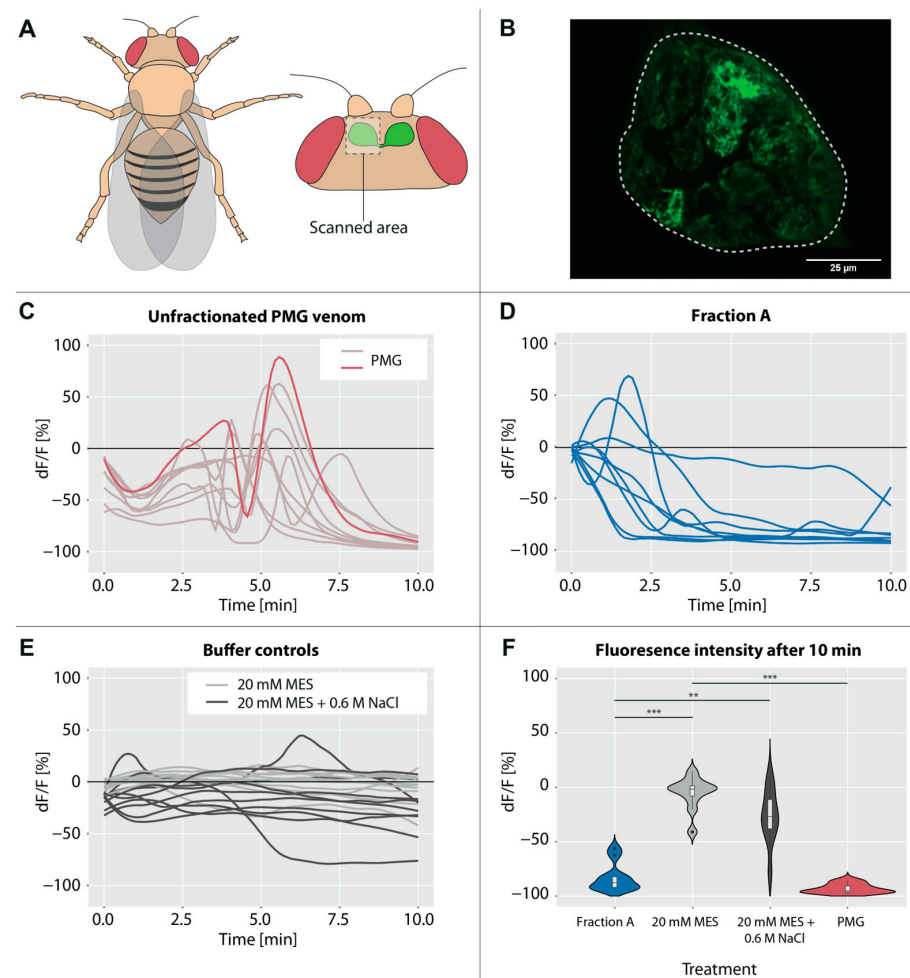 A
Scanned area
B
25 µm
C
Unfractionated PMG venom
PMG
100
50
0
−50
−100
dF/F [%]
0.0 2.5 5.0 7.5 10.0
Time [min]
D
Fraction A
100
50
0
−50
−100
dF/F [%]
0.0 2.5 5.0 7.5 10.0
Time [min]
E
Buffer controls
20 mM MES
20 mM MES + 0.6 M NaCl
100
50
0
−50
−100
dF/F [%]
0.0 2.5 5.0 7.5 10.0
Time [min]
F
Fluoresence intensity after 10 min
***
**
***
100
50
0
−50
−100
dF/F [%]
Fraction A 20 mM MES 20 mM MES + PMG
0.6 M NaCl
Treatment